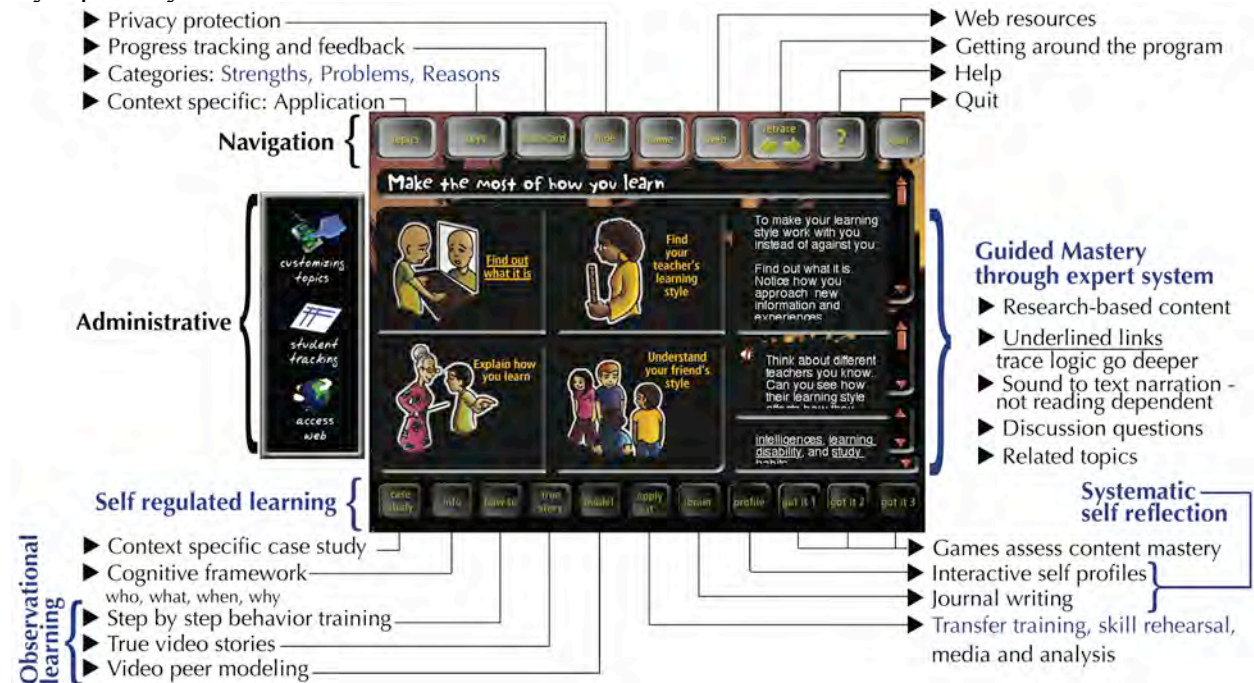 Privacy protection
Progress tracking and feedback
Categories: Strengths, Problems, Reasons
Context specific: Application
Web resources
Getting around the program
Help
Quit
Navigation
topics
keys
hide
web
retrace
?
quit
Make the most of how you learn
Administrative
customizing
topics
student
tracking
access
web
Find out
what it is
Find
your
teacher's
learning
style
Explain how
you learn
Understand
your friend's
style
To make your learning
style work with you
instead of against you:
Find out what it is.
Notice how you
approach new
information and
experiences
Think about different
teachers you know.
Can you see how
their learning style
intelligences, learning
disability, and study
habits
Guided Mastery
through expert system
Research-based content
Underlined links
trace logic go deeper
Sound to text narration -
not reading dependent
Discussion questions
Related topics
Self regulated learning
case
study
info
how to
true
story
model
apply
it
profile
got it 1
got it 2
got it 3
Systematic
self reflection
Observational
learning
Context specific case study
Cognitive framework
who, what, when, why
Step by step behavior training
True video stories
Video peer modeling
Games assess content mastery
Interactive self profiles
Journal writing
Transfer training, skill rehearsal,
media and analysis